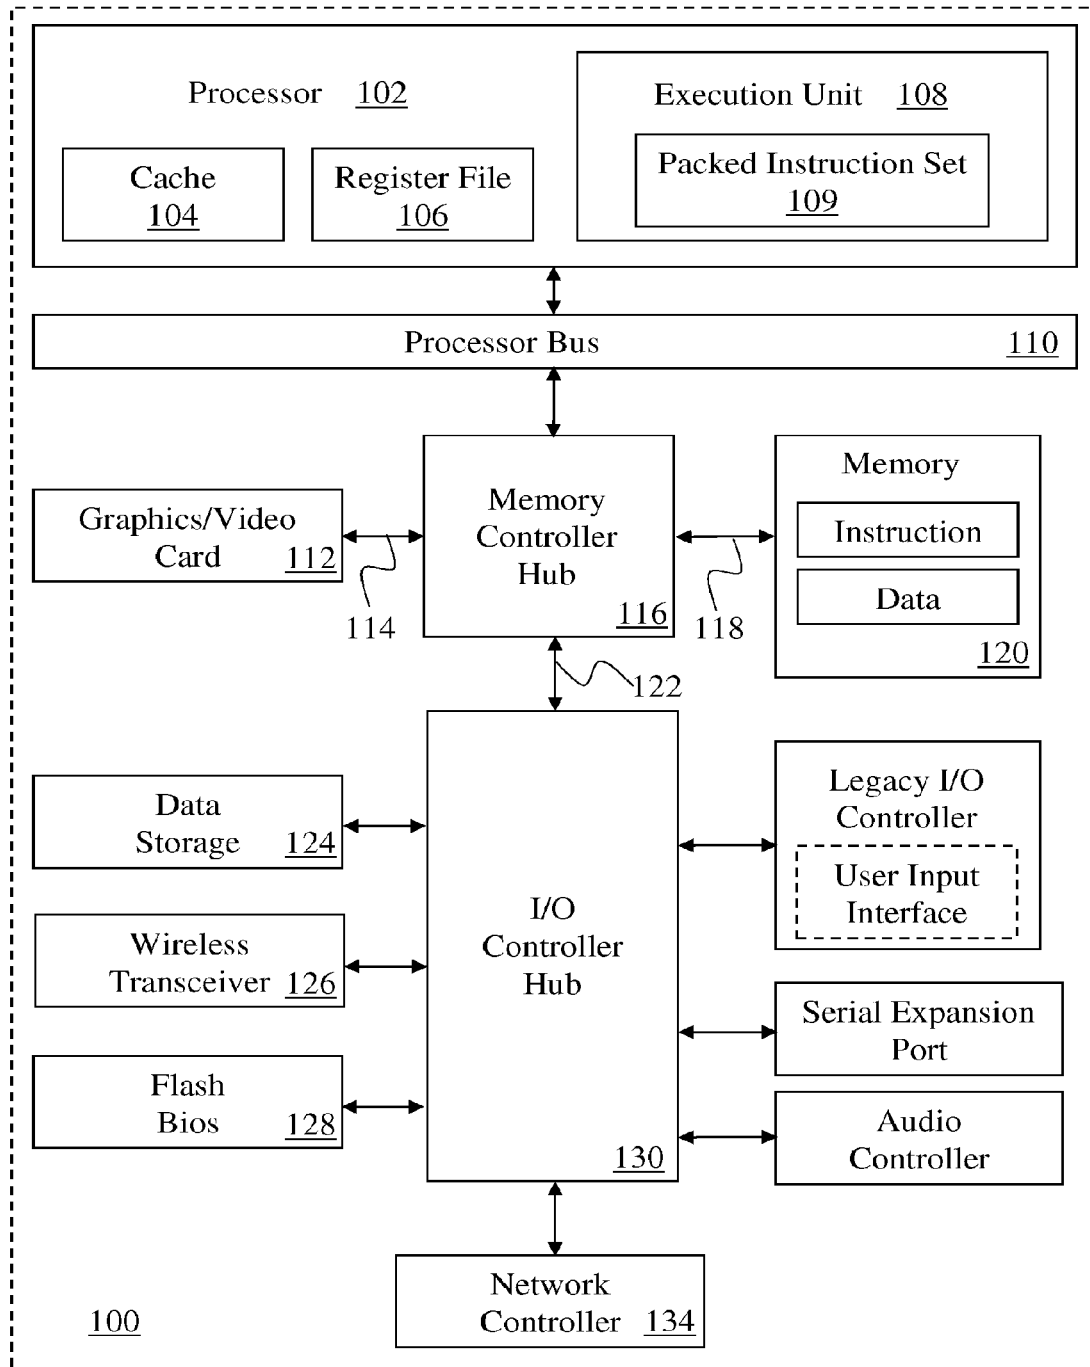 Processor 102
Execution Unit 108
Cache
104
Register File
106
Packed Instruction Set
109
Processor Bus 110
Graphics/Video
Card 112
114
Memory
Controller
Hub
116
118
Memory
Instruction
Data
120
122
Data
Storage 124
Wireless
Transceiver 126
Flash
Bios 128
I/O
Controller
Hub
130
Legacy I/O
Controller
User Input
Interface
Serial Expansion
Port
Audio
Controller
Network
Controller 134
100